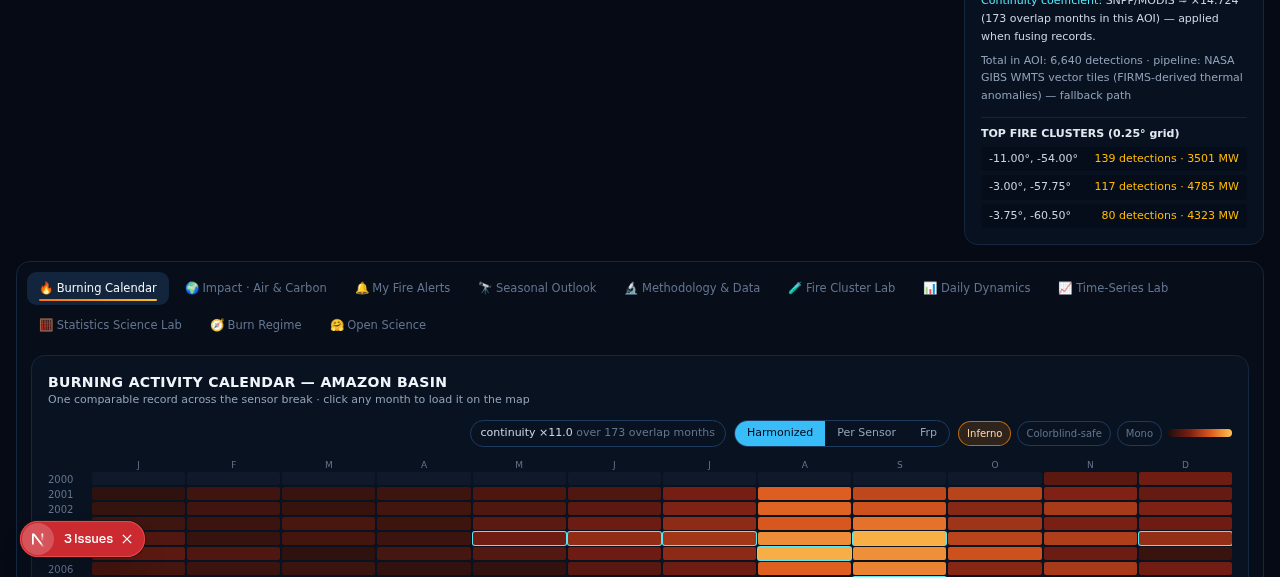 Continuity coefficient: SNPP/MODIS ≈ ×14.724
(173 overlap months in this AOI) — applied
when fusing records.
Total in AOI: 6,640 detections · pipeline: NASA
GIBS WMTS vector tiles (FIRMS-derived thermal
anomalies) — fallback path
TOP FIRE CLUSTERS (0.25° grid)
-11.00°, -54.00° 139 detections · 3501 MW
-3.00°, -57.75° 117 detections · 4785 MW
-3.75°, -60.50° 80 detections · 4323 MW
🔥 Burning Calendar 🌍 Impact · Air & Carbon 🔔 My Fire Alerts 🔭 Seasonal Outlook 🔬 Methodology & Data 🧪 Fire Cluster Lab 📊 Daily Dynamics 📈 Time-Series Lab
🧮 Statistics Science Lab 🧭 Burn Regime 🤗 Open Science
BURNING ACTIVITY CALENDAR — AMAZON BASIN
One comparable record across the sensor break · click any month to load it on the map
continuity ×11.0 over 173 overlap months Harmonized Per Sensor Frp Inferno Colorblind-safe Mono
J F M A M J J A S O N D
2000
2001
2002
N 3 Issues ×
2006